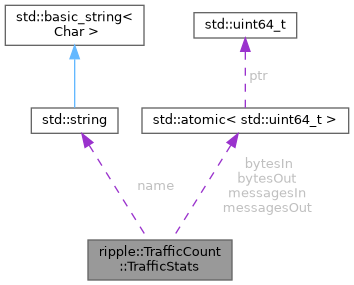 std::basic_string<
Char >
std::uint64_t
ptr
std::string
std::atomic< std::uint64_t >
name
bytesIn
bytesOut
messagesIn
messagesOut
ripple::TrafficCount
::TrafficStats